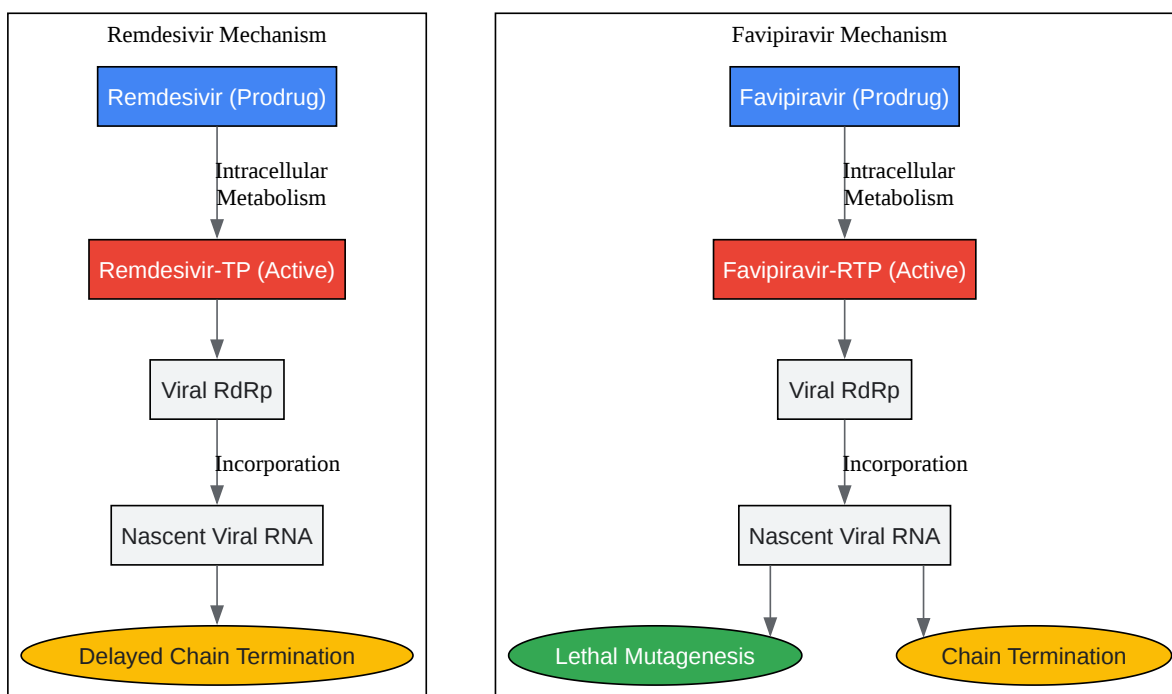 Remdesivir Mechanism
Remdesivir (Prodrug)
Intracellular
Metabolism
Remdesivir-TP (Active)
Viral RdRp
Incorporation
Nascent Viral RNA
Delayed Chain Termination
Favipiravir Mechanism
Favipiravir (Prodrug)
Intracellular
Metabolism
Favipiravir-RTP (Active)
Viral RdRp
Incorporation
Nascent Viral RNA
Lethal Mutagenesis
Chain Termination